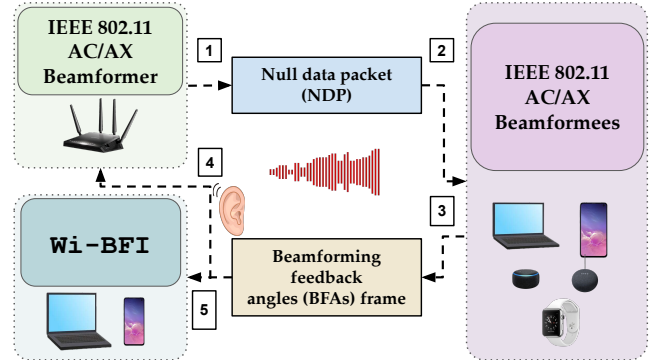 IEEE 802.11
AC/AX
Beamformer
1
Null data packet
(NDP)
2
IEEE 802.11
AC/AX
Beamformees
4
3
Wi-BFI
Beamforming
feedback
angles (BFAs) frame
5